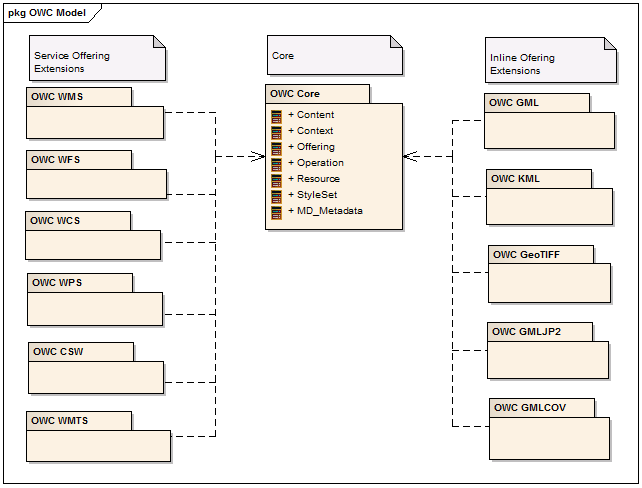 pkg OWC Model
Service Offering
Extensions
OWC WMS
OWC WFS
OWC WCS
OWC WPS
OWC CSW
OWC WMTS
Core
OWC Core
+ Content
+ Context
+ Offering
+ Operation
+ Resource
+ StyleSet
+ MD_Metadata
Inline Ofering
Extensions
OWC GML
OWC KML
OWC GeoTIFF
OWC GMLJP2
OWC GMLCOV